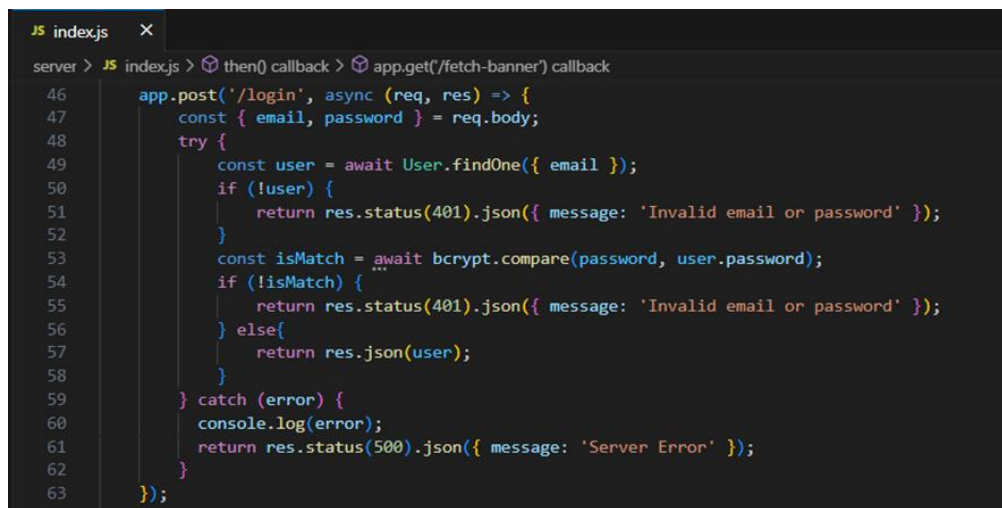 JS index.js X
server > JS index.js > then() callback > app.get('/fetch-banner') callback
46 app.post('/login', async (req, res) => {
47 const { email, password } = req.body;
48 try {
49 const user = await User.findOne({ email });
50 if (!user) {
51 return res.status(401).json({ message: 'Invalid email or password' });
52 }
53 const isMatch = await bcrypt.compare(password, user.password);
54 if (!isMatch) {
55 return res.status(401).json({ message: 'Invalid email or password' });
56 } else{
57 return res.json(user);
58 }
59 } catch (error) {
60 console.log(error);
61 return res.status(500).json({ message: 'Server Error' });
62 }
63 });